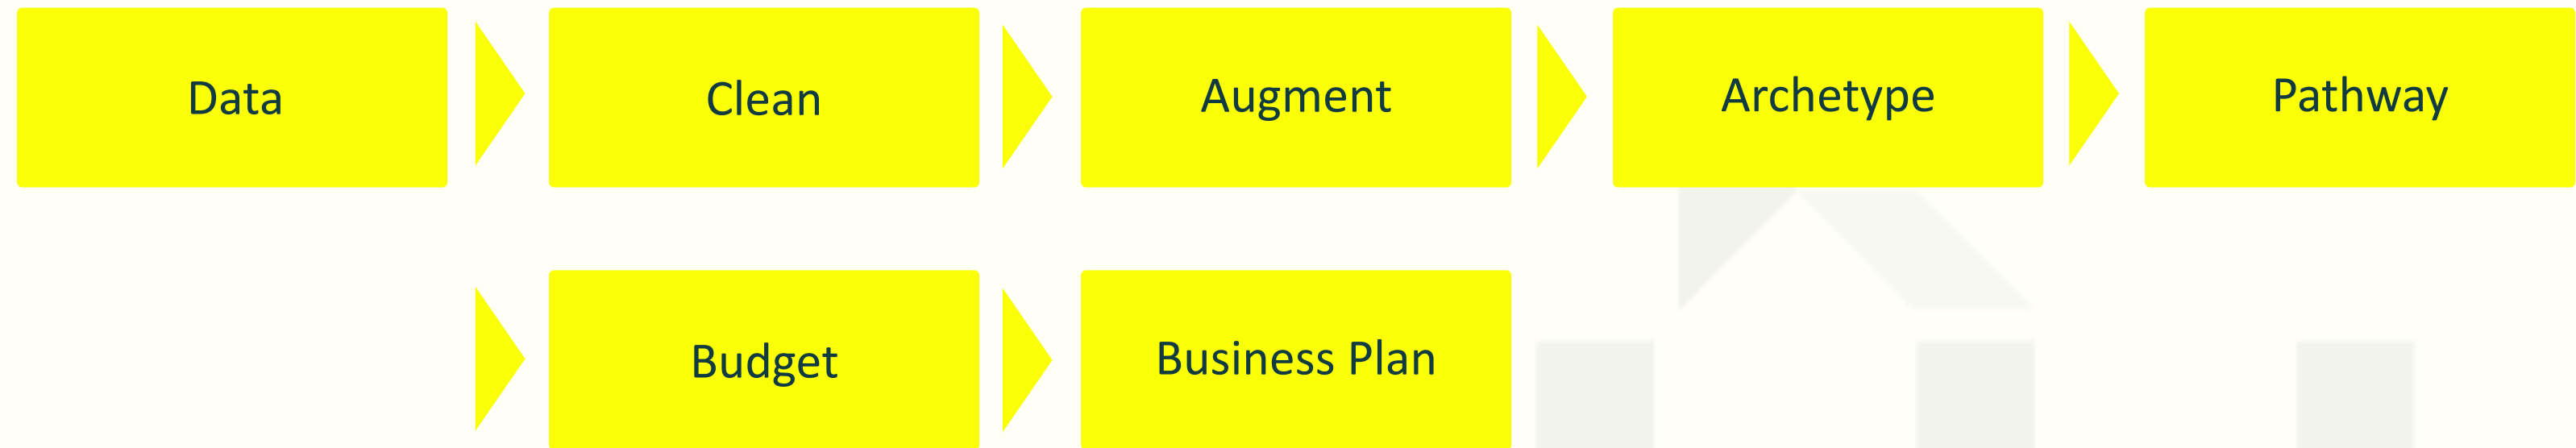 Data
Clean
Augment
Archetype
Pathway
Budget
Business Plan